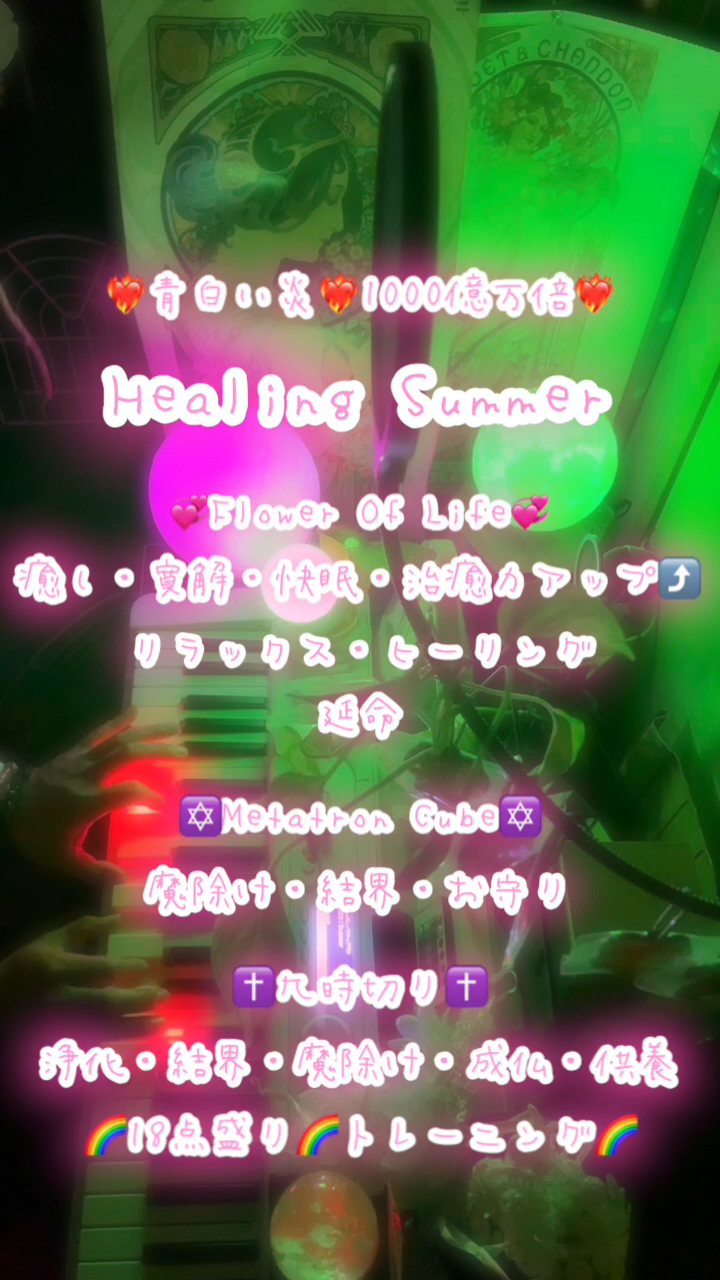 OET & CHANDON
❤️‍🔥青白い炎❤️‍🔥1000億万倍❤️‍🔥
Healing Summer
💞Flower Of Life💞
癒し・寛解・快眠・治癒力アップ⤴️
リラックス・ヒーリング
延命
🔯Metatron Cube🔯
魔除け・結界・お守り
✝️九時切り✝️
浄化・結界・魔除け・成仏・供養
🌈18点盛り🌈トレーニング🌈